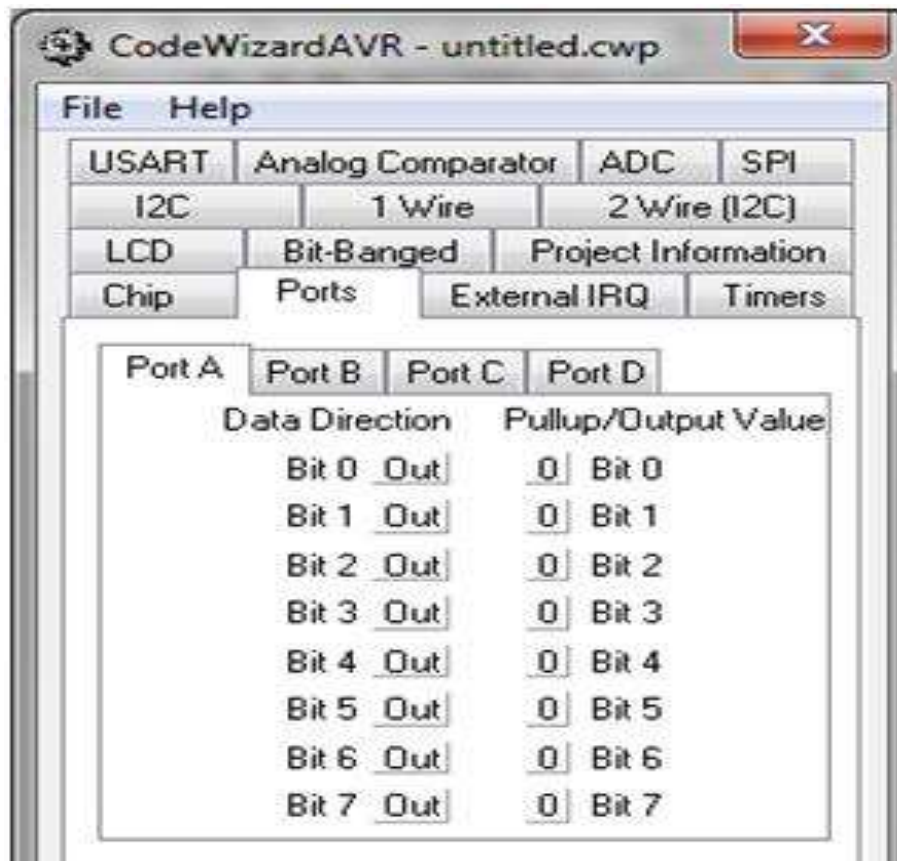 CodeWizardAVR - untitled.cwp
File Help
USART Analog Comparator ADC SPI
I2C 1 Wire 2 Wire (I2C)
LCD Bit-Banged Project Information
Chip Ports External IRQ Timers
Port A Port B Port C Port D
Data Direction Pullup/Output Value
Bit 0 Out 0 Bit 0
Bit 1 Out 0 Bit 1
Bit 2 Out 0 Bit 2
Bit 3 Out 0 Bit 3
Bit 4 Out 0 Bit 4
Bit 5 Out 0 Bit 5
Bit 6 Out 0 Bit 6
Bit 7 Out 0 Bit 7